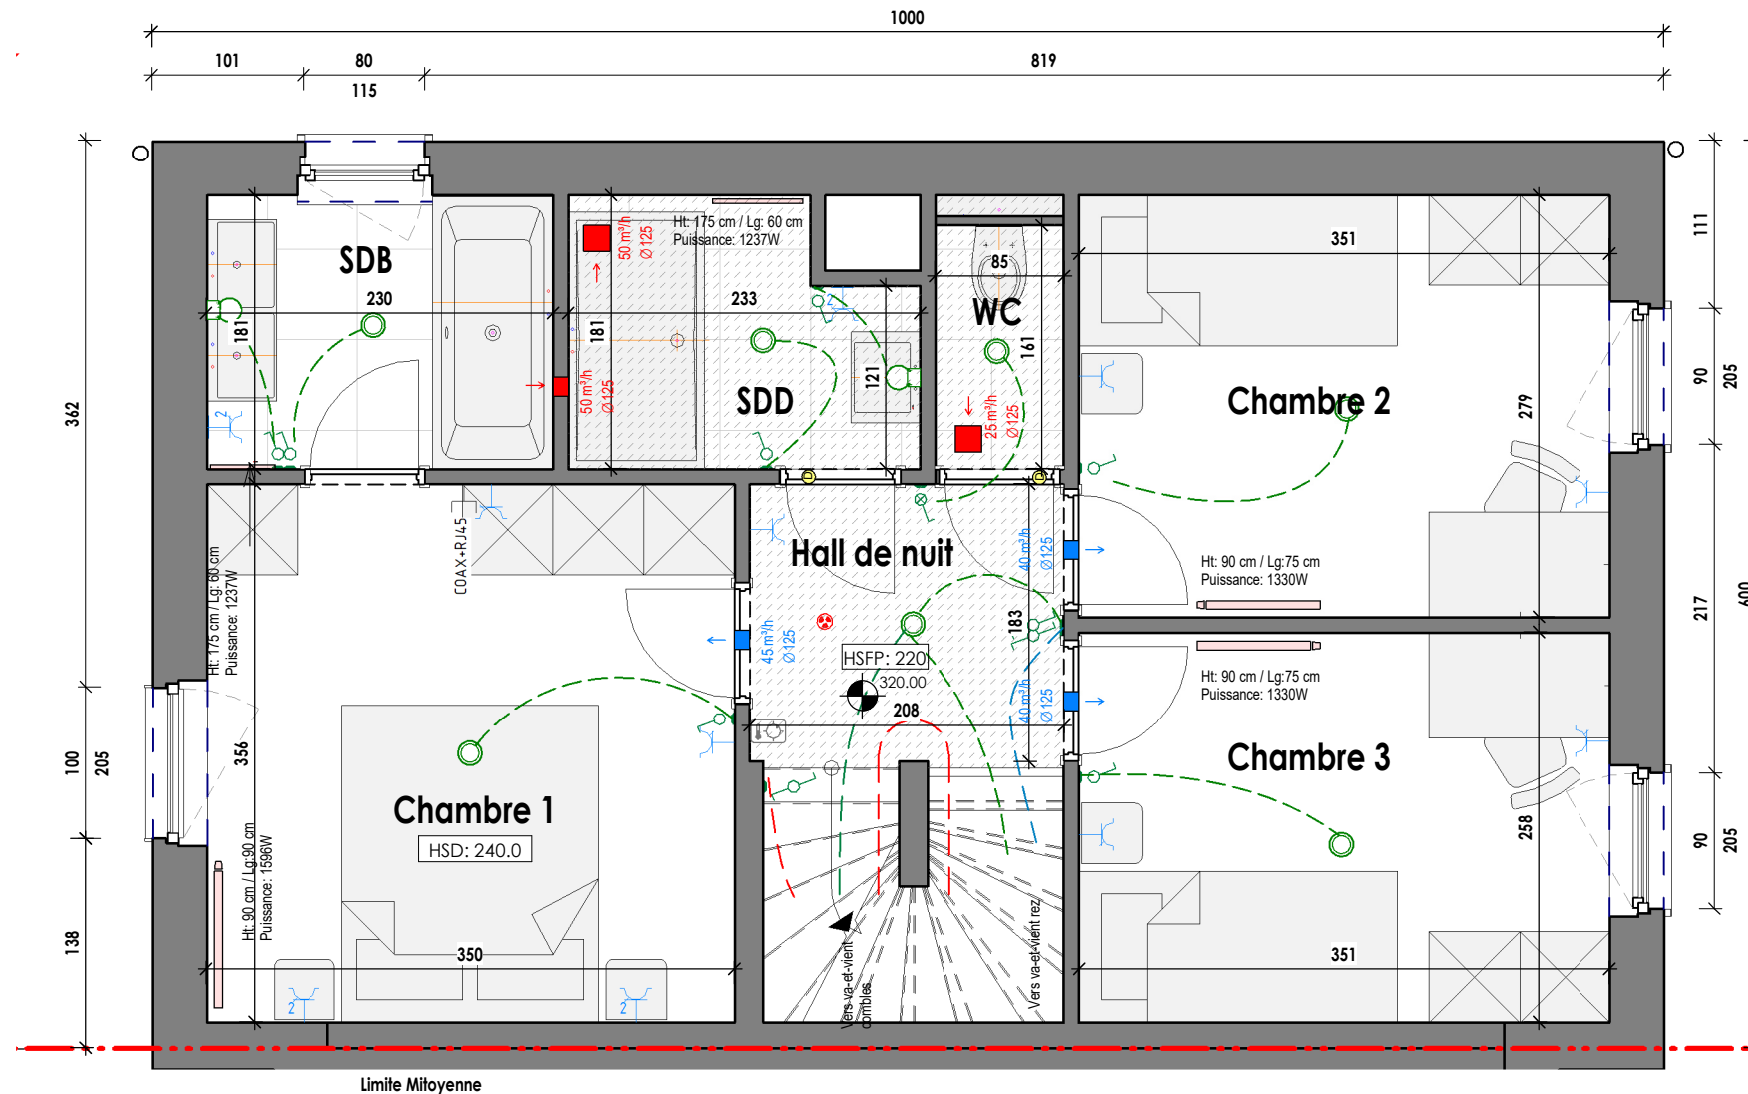 1000
101
80
819
115
111
90
205
217
600
90
205
362
100
205
138
SDB
230
181
2
50 m³/h
Ø125
Ht: 175 cm / Lg: 60 cm
Puissance: 1237W
233
181
50 m³/h
Ø125
SDD
121
2
85
WC
161
25 m³/h
Ø125
351
Chambre 2
279
Ht: 90 cm / Lg:75 cm
Puissance: 1330W
COAX+RJ45
Ht: 175 cm / Lg: 60 cm
Puissance: 1237W
Hall de nuit
40 m³/h
Ø125
45 m³/h
Ø125
183
HSFP: 220
320.00
208
40 m³/h
Ø125
D
D
Ht: 90 cm / Lg:75 cm
Puissance: 1330W
Chambre 3
258
351
356
Chambre 1
HSD: 240.0
Ht: 90 cm / Lg:90 cm
Puissance: 1596W
350
2
2
Vers va-et-vient
combles
Vers va-et-vient rez
Limite Mitoyenne